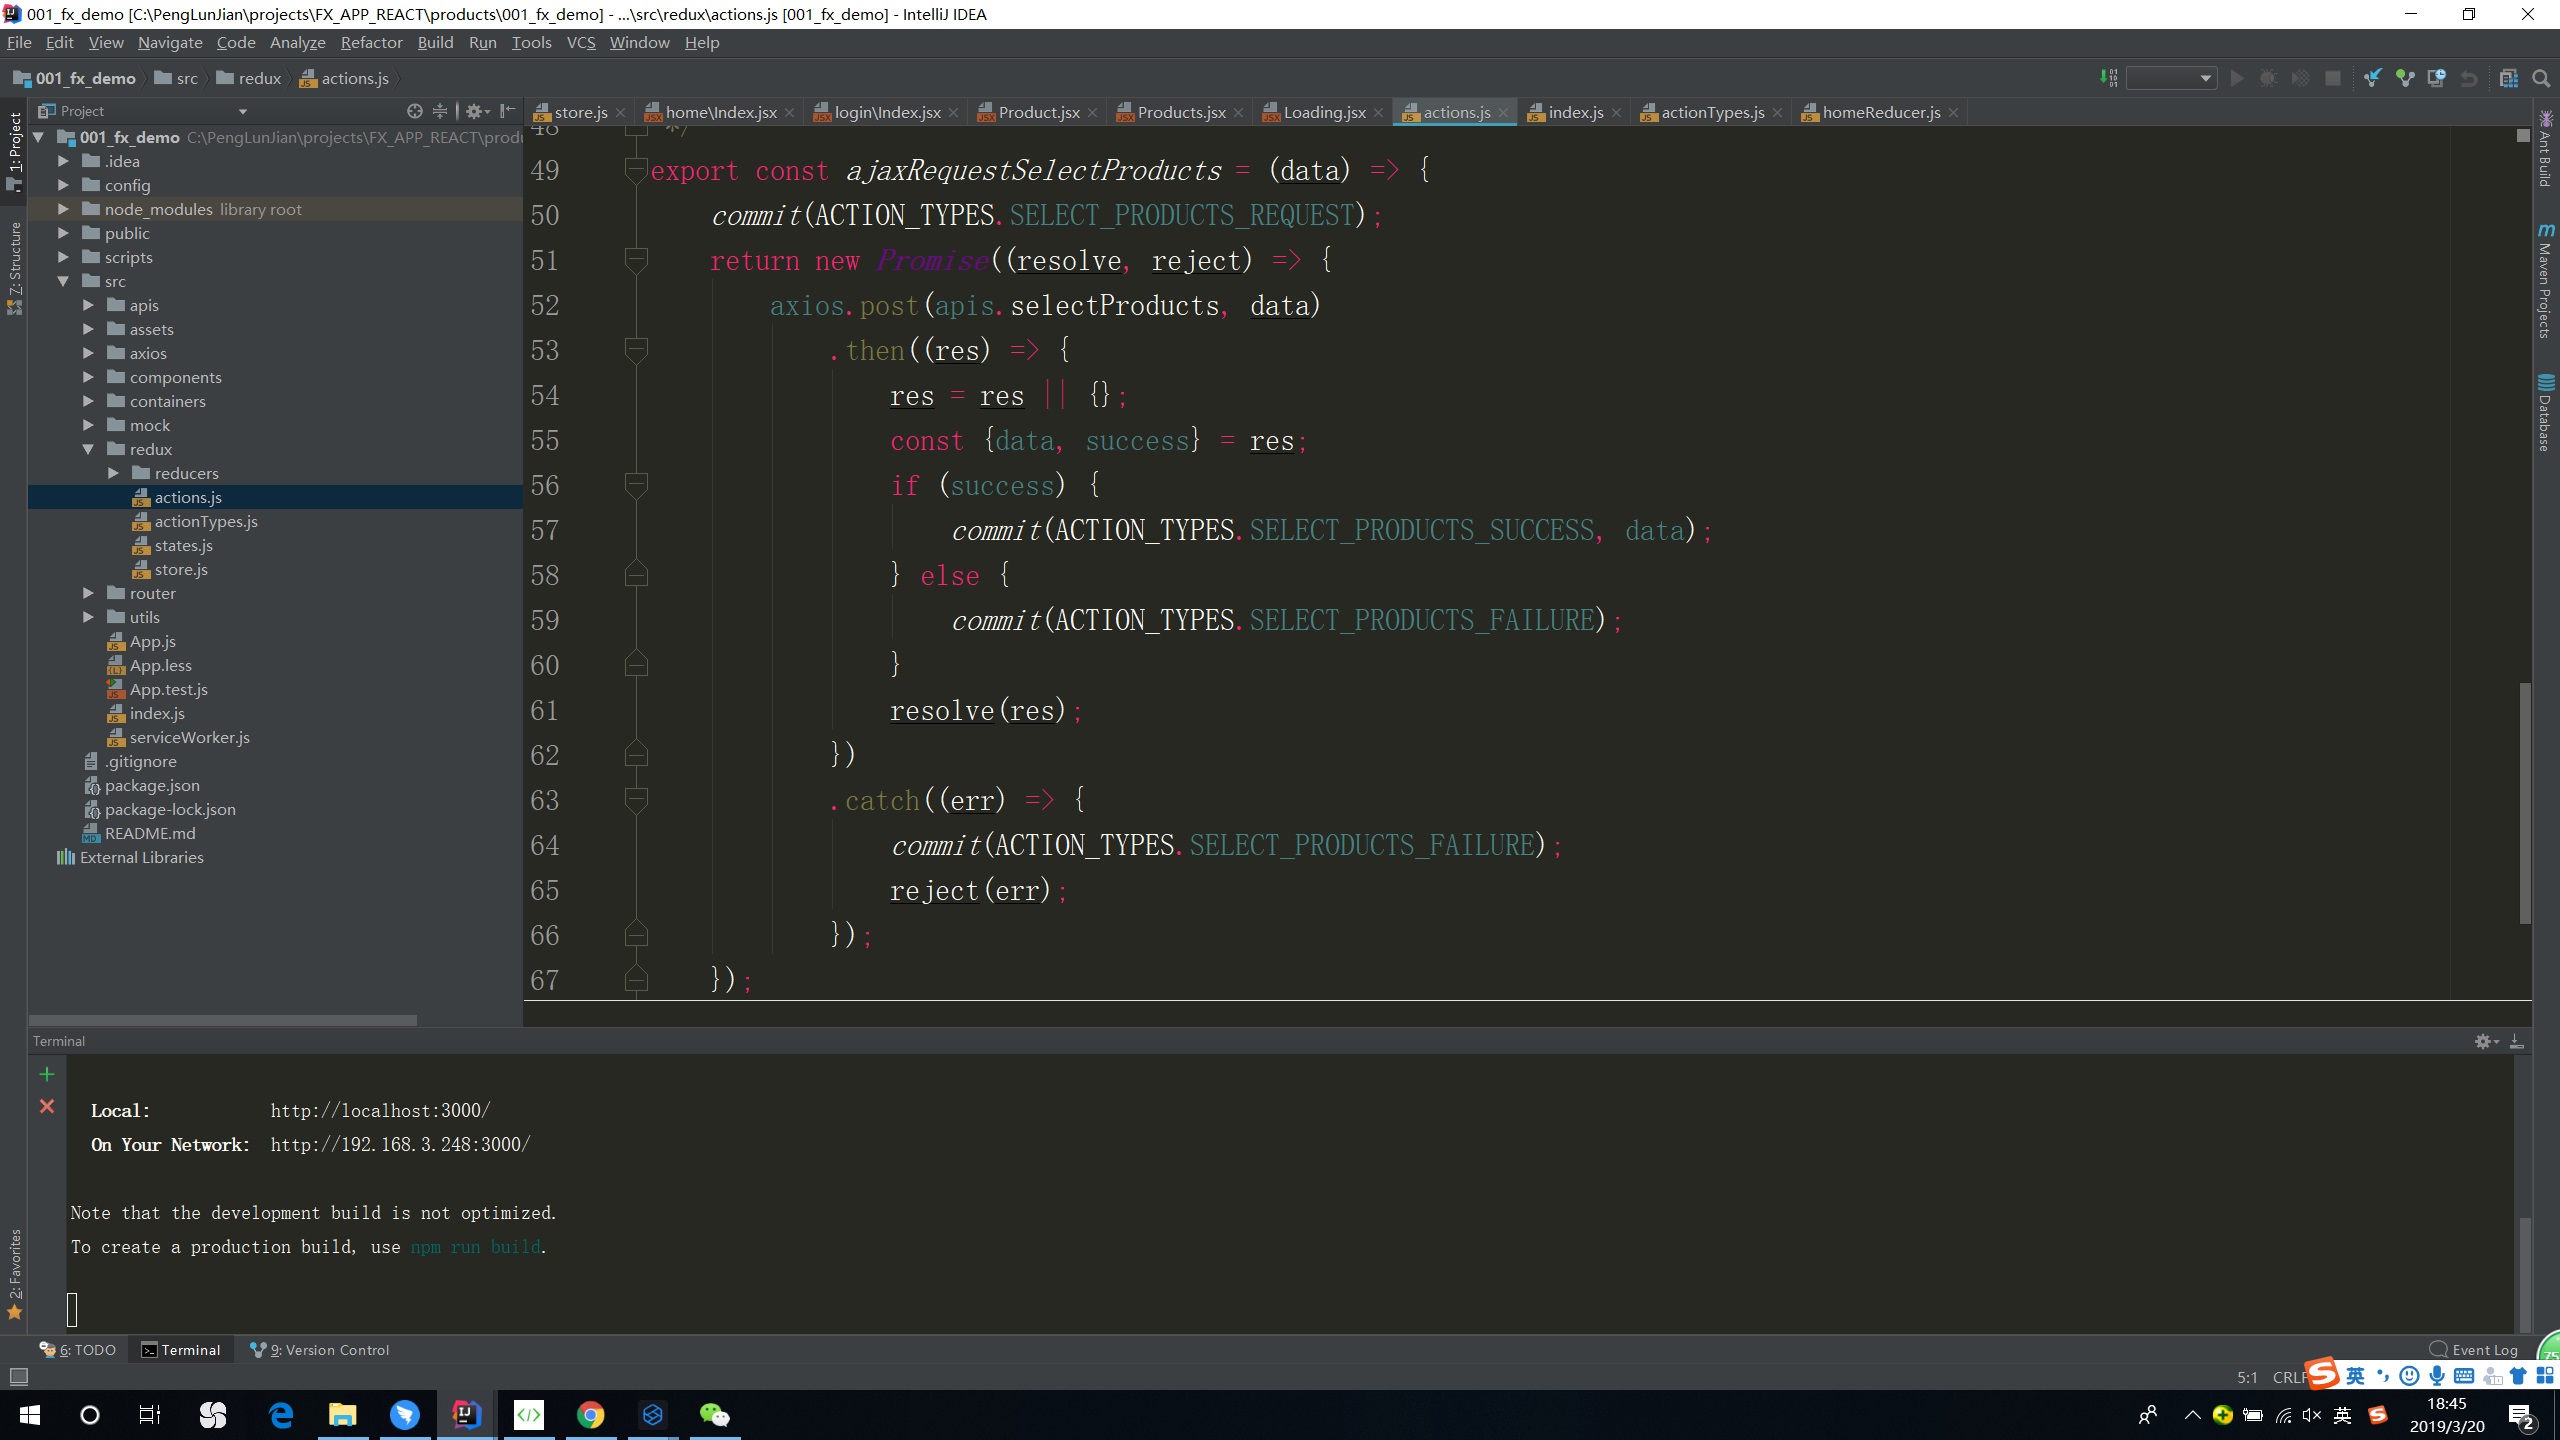 001_fx_demo [C:\PengLunJian\projects\FX_APP_REACT\products\001_fx_demo] - ...\src\redux\actions.js [001_fx_demo] - IntelliJ IDEA
File Edit View Navigate Code Analyze Refactor Build Run Tools VCS Window Help
001_fx_demo src redux actions.js
Project
store.js home\Index.jsx login\Index.jsx Product.jsx Products.jsx Loading.jsx actions.js index.js actionTypes.js homeReducer.js
1: Project
Z: Structure
2: Favorites
001_fx_demo C:\PengLunJian\projects\FX_APP_REACT\produ
.idea
config
node_modules library root
public
scripts
src
apis
assets
axios
components
containers
mock
redux
reducers
actions.js
actionTypes.js
states.js
store.js
router
utils
App.js
App.less
App.test.js
index.js
serviceWorker.js
.gitignore
package.json
package-lock.json
README.md
External Libraries
48 */
49 export const ajaxRequestSelectProducts = (data) => {
50 commit(ACTION_TYPES.SELECT_PRODUCTS_REQUEST);
51 return new Promise((resolve, reject) => {
52 axios.post(apis.selectProducts, data)
53 .then((res) => {
54 res = res || {};
55 const {data, success} = res;
56 if (success) {
57 commit(ACTION_TYPES.SELECT_PRODUCTS_SUCCESS, data);
58 } else {
59 commit(ACTION_TYPES.SELECT_PRODUCTS_FAILURE);
60 }
61 resolve(res);
62 })
63 .catch((err) => {
64 commit(ACTION_TYPES.SELECT_PRODUCTS_FAILURE);
65 reject(err);
66 });
67 });
Ant Build
Maven Projects
Database
Terminal
Local: http://localhost:3000/
On Your Network: http://192.168.3.248:3000/
Note that the development build is not optimized.
To create a production build, use npm run build.
6: TODO Terminal 9: Version Control Event Log
75
5:1 CRLF 英
英 18:45
2019/3/20 2